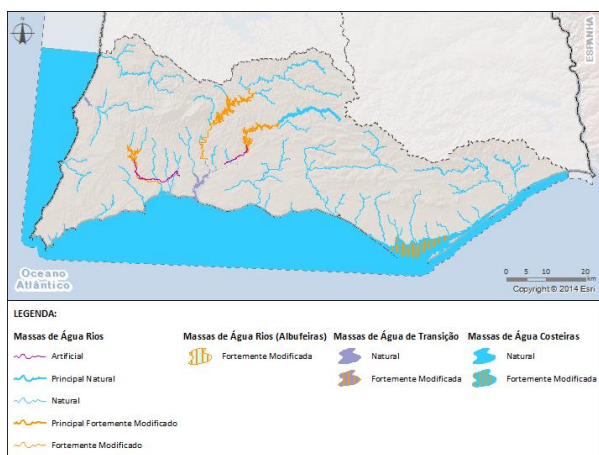 N
ESPANHA
Oceano
Atlântico
0 5 10 20
km
Copyright © 2014 Esri
LEGENDA:
Massas de Água Rios
Artificial
Principal Natural
Natural
Principal Fortemente Modificado
Fortemente Modificado
Massas de Água Rios (Albufeiras)
Fortemente Modificada
Massas de Água de Transição
Natural
Fortemente Modificada
Massas de Água Costeiras
Natural
Fortemente Modificada